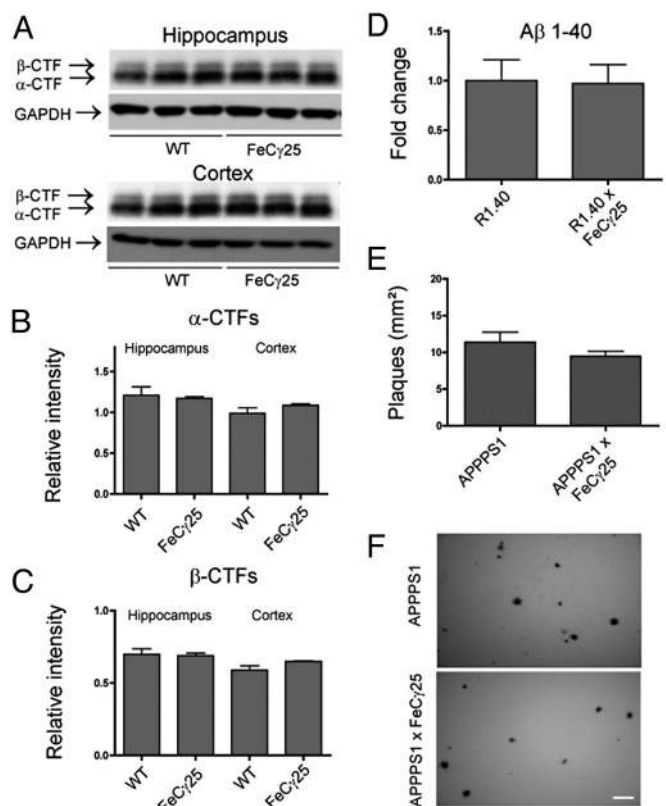 A
Hippocampus
β-CTF
α-CTF
GAPDH
WT
FeCγ25
Cortex
β-CTF
α-CTF
GAPDH
WT
FeCγ25
B
α-CTFs
Relative intensity
Hippocampus
Cortex
1.5
1.0
0.5
0.0
WT
FeCγ25
WT
FeCγ25
C
β-CTFs
Relative intensity
Hippocampus
Cortex
1.0
0.5
0.0
WT
FeCγ25
WT
FeCγ25
D
Aβ 1-40
Fold change
1.5
1.0
0.5
0.0
R1.40
R1.40 x
FeCγ25
E
Plaques (mm²)
20
15
10
5
0
APPPS1
APPPS1 x
FeCγ25
F
APPPS1
APPPS1 x FeCγ25